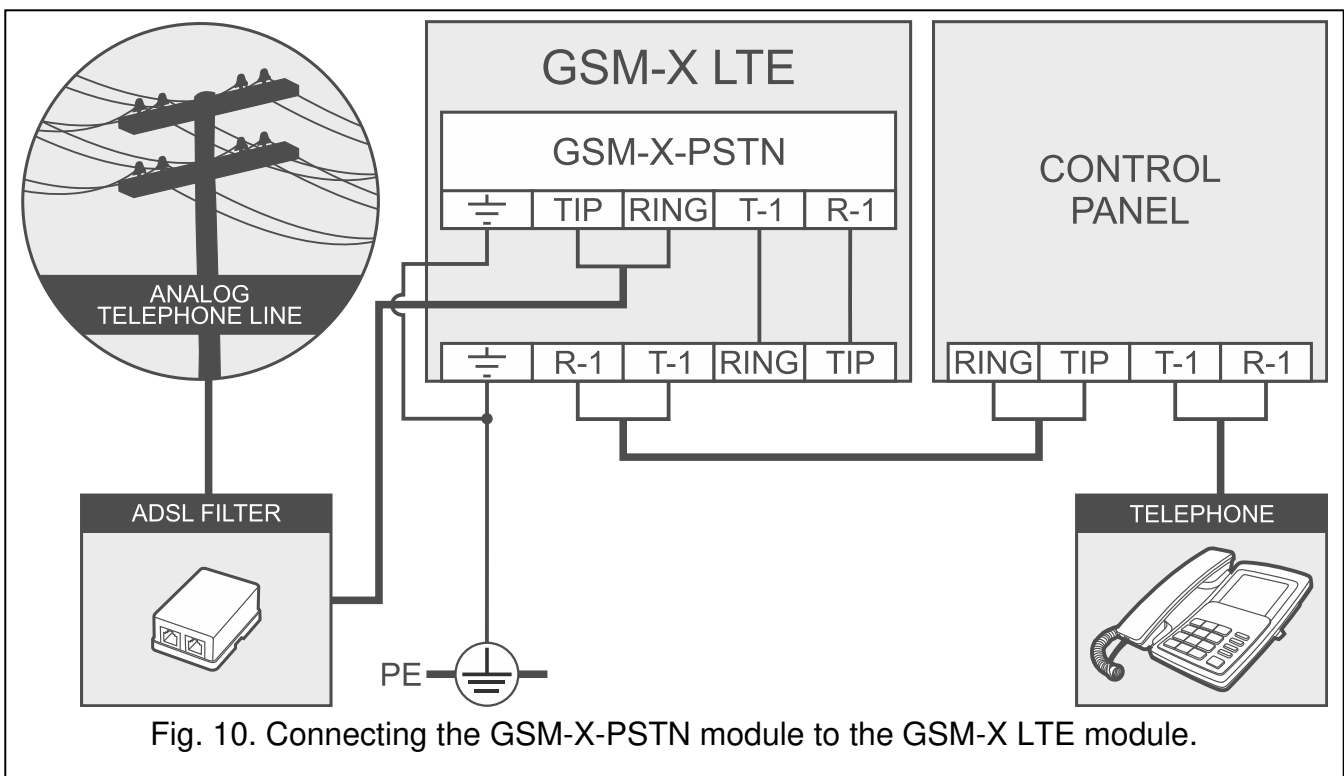 GSM-X LTE
GSM-X-PSTN
TIP RING T-1 R-1
CONTROL
PANEL
ANALOG
TELEPHONE LINE
R-1 T-1 RING TIP
RING TIP T-1 R-1
ADSL FILTER
TELEPHONE
PE
Fig. 10. Connecting the GSM-X-PSTN module to the GSM-X LTE module.